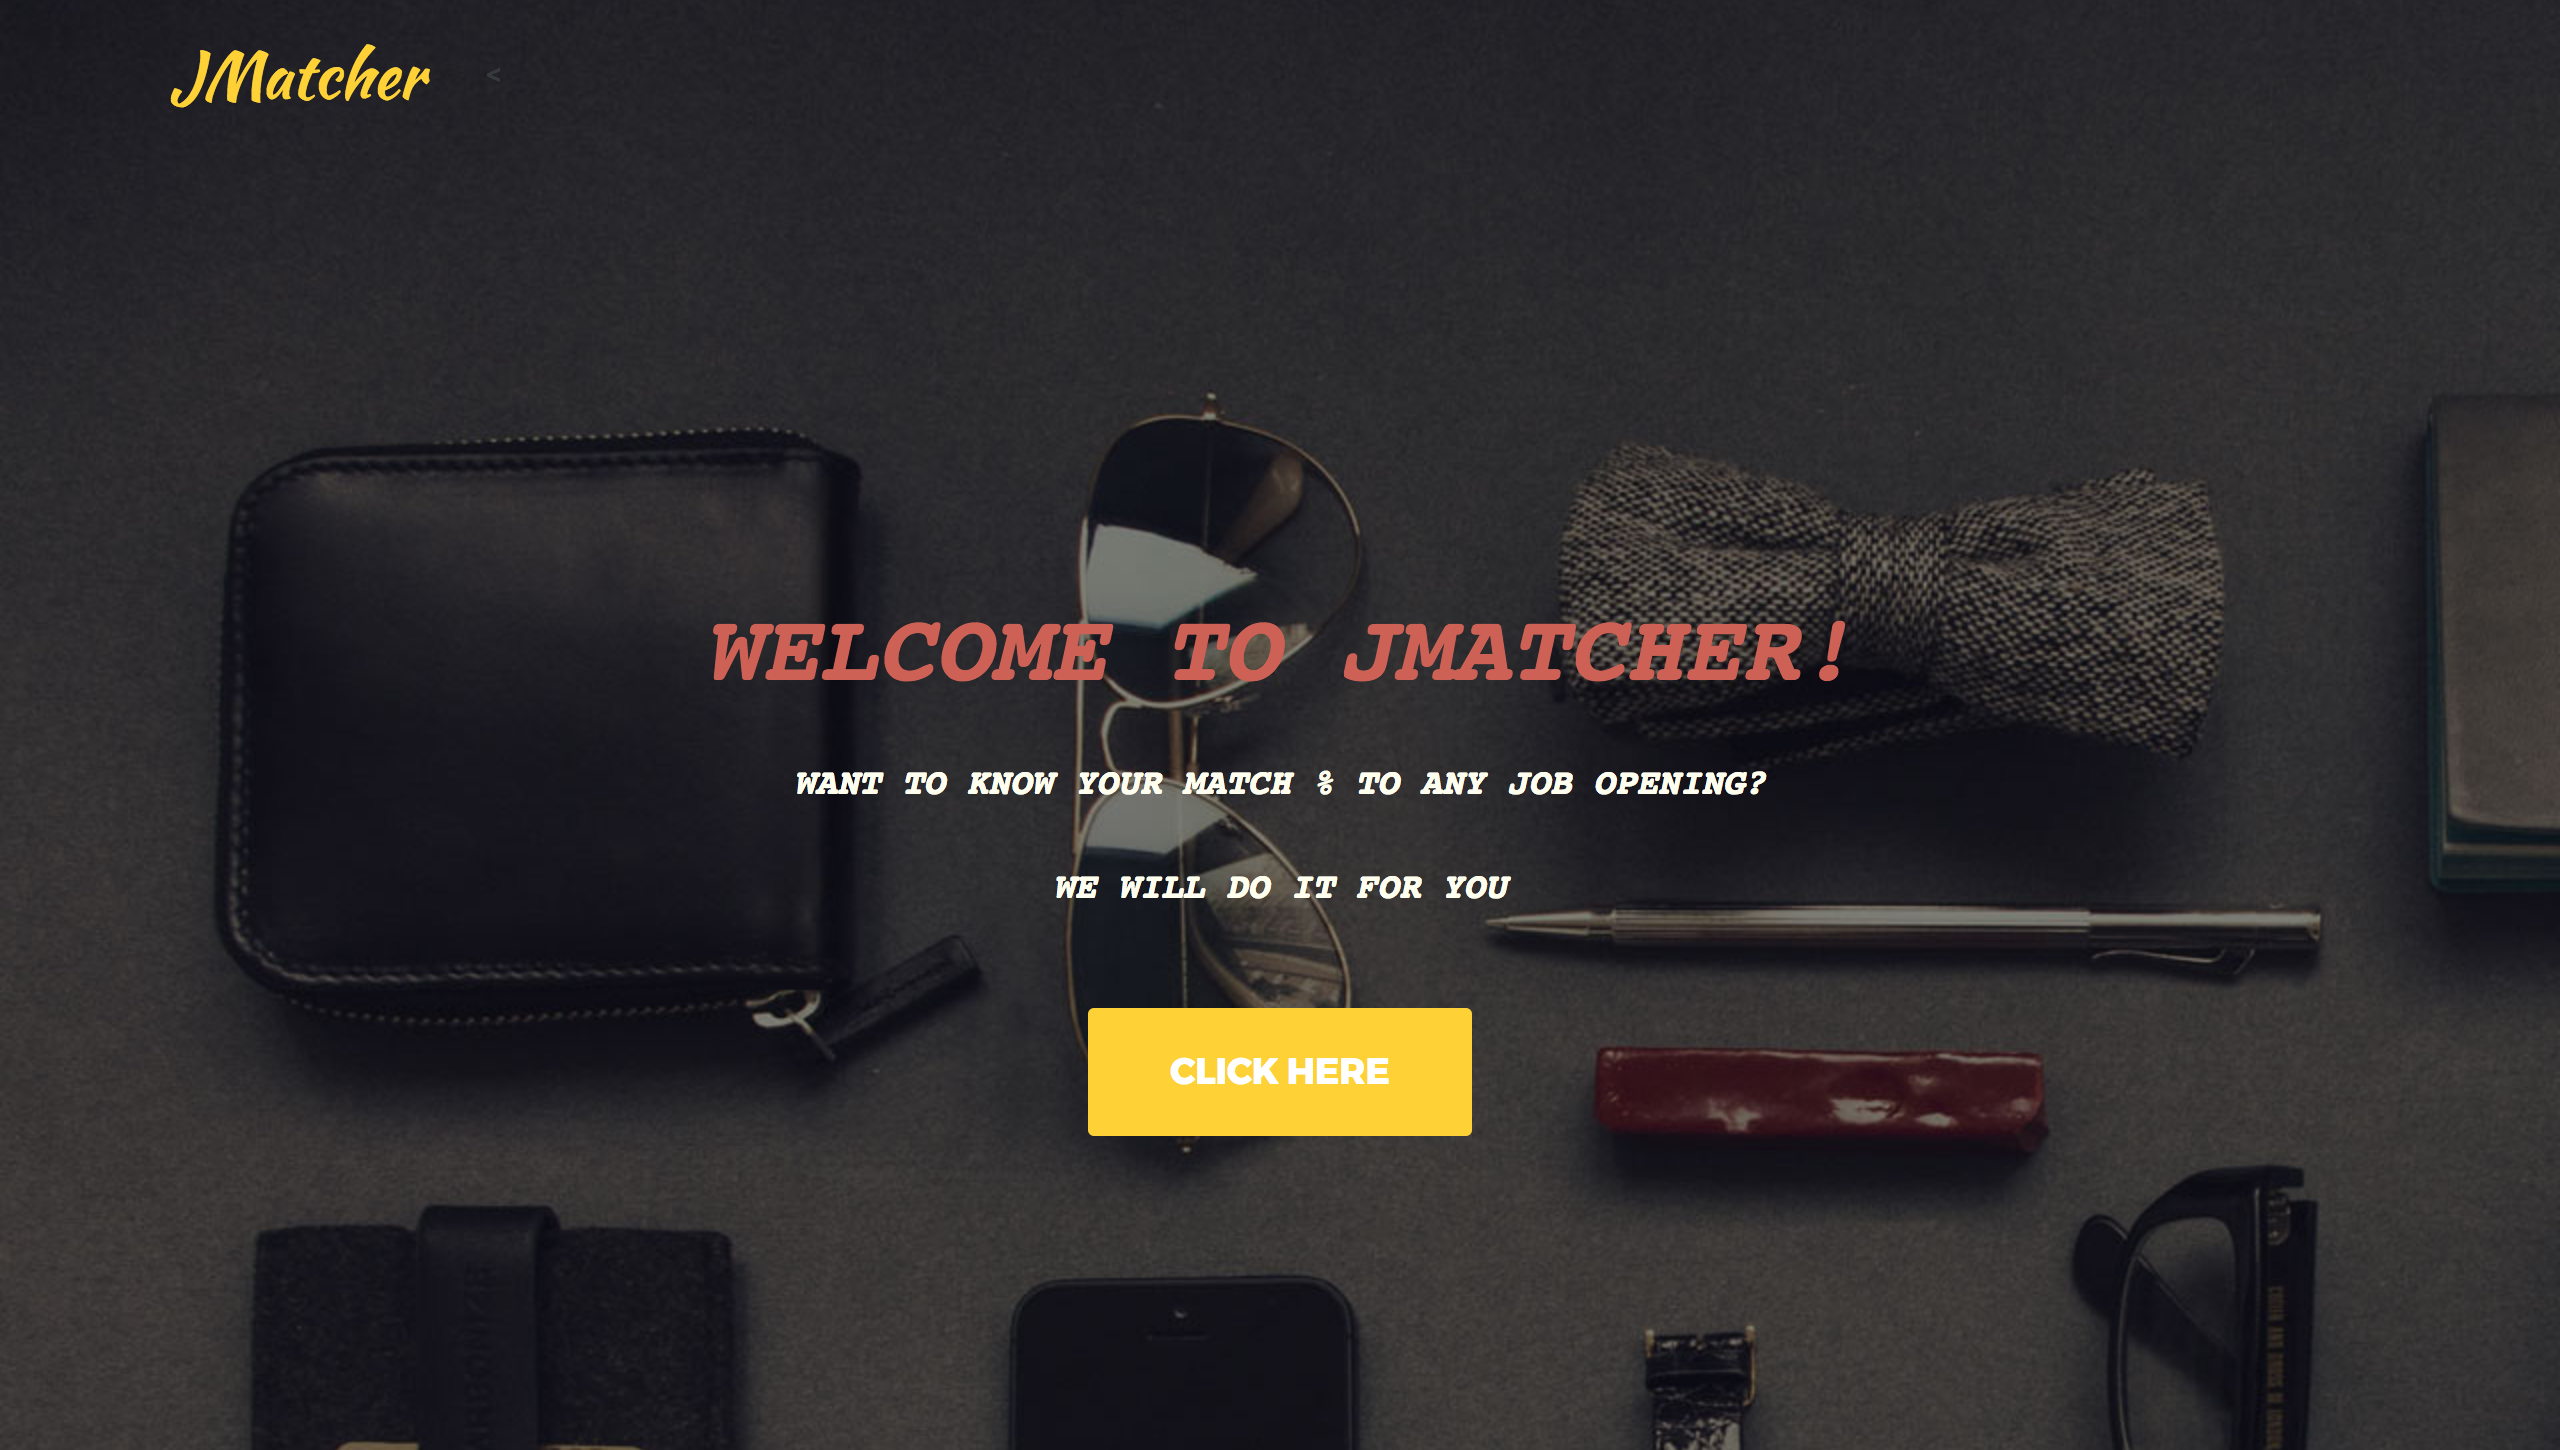 JMatcher <
WELCOME TO JMATCHER!
WANT TO KNOW YOUR MATCH % TO ANY JOB OPENING?
WE WILL DO IT FOR YOU
CLICK HERE